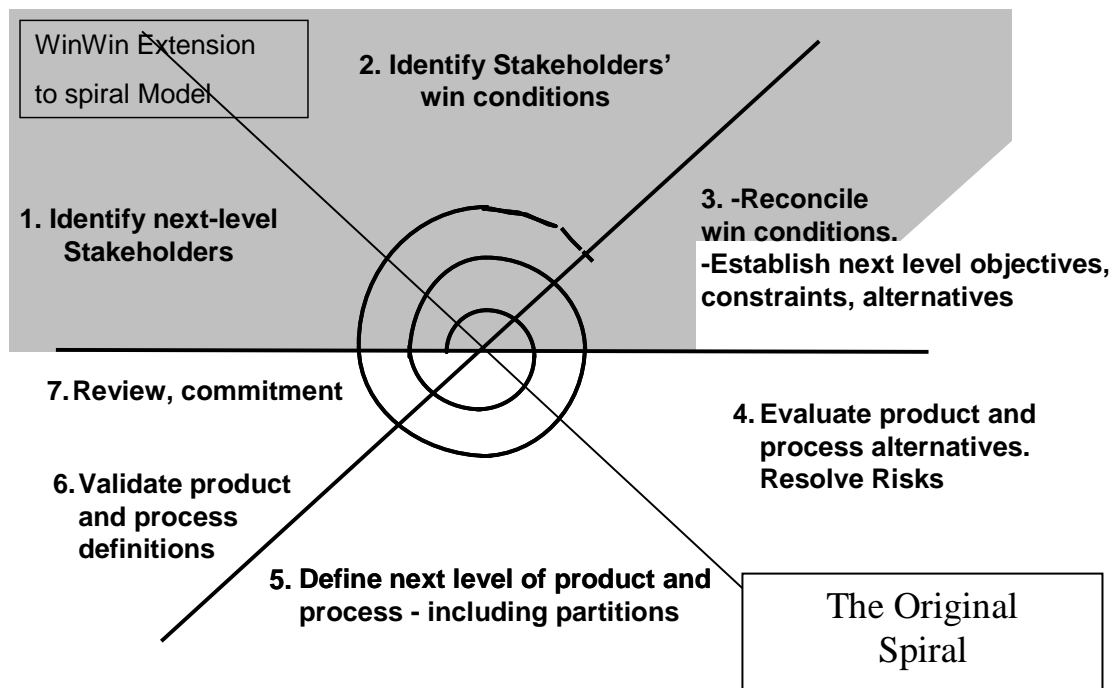 WinWin Extension
to spiral Model
2. Identify Stakeholders’
win conditions
1. Identify next-level
Stakeholders
3. -Reconcile
win conditions.
-Establish next level objectives,
constraints, alternatives
7. Review, commitment
4. Evaluate product and
process alternatives.
Resolve Risks
6. Validate product
and process
definitions
5. Define next level of product and
process - including partitions
The Original
Spiral